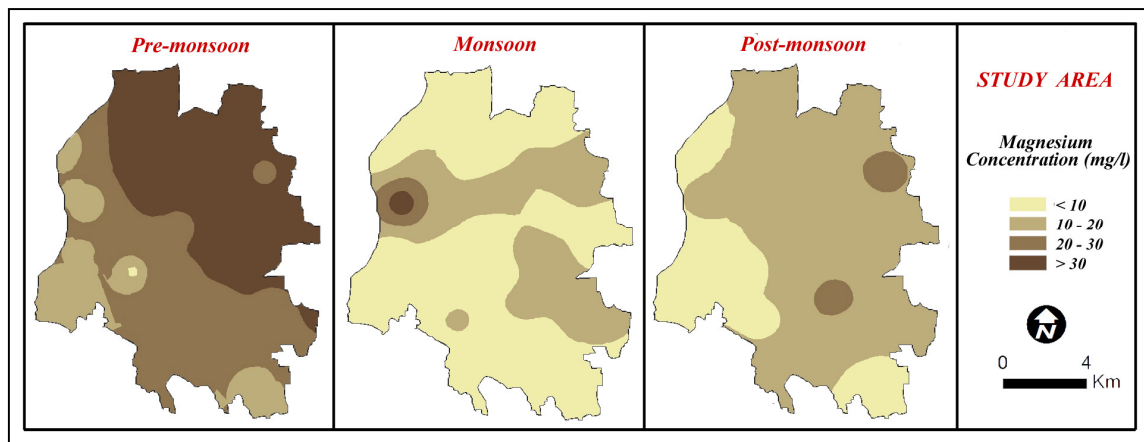 Pre-monsoon
Monsoon
Post-monsoon
STUDY AREA
Magnesium
Concentration (mg/l)
< 10
10 - 20
20 - 30
> 30
N
0 4
Km